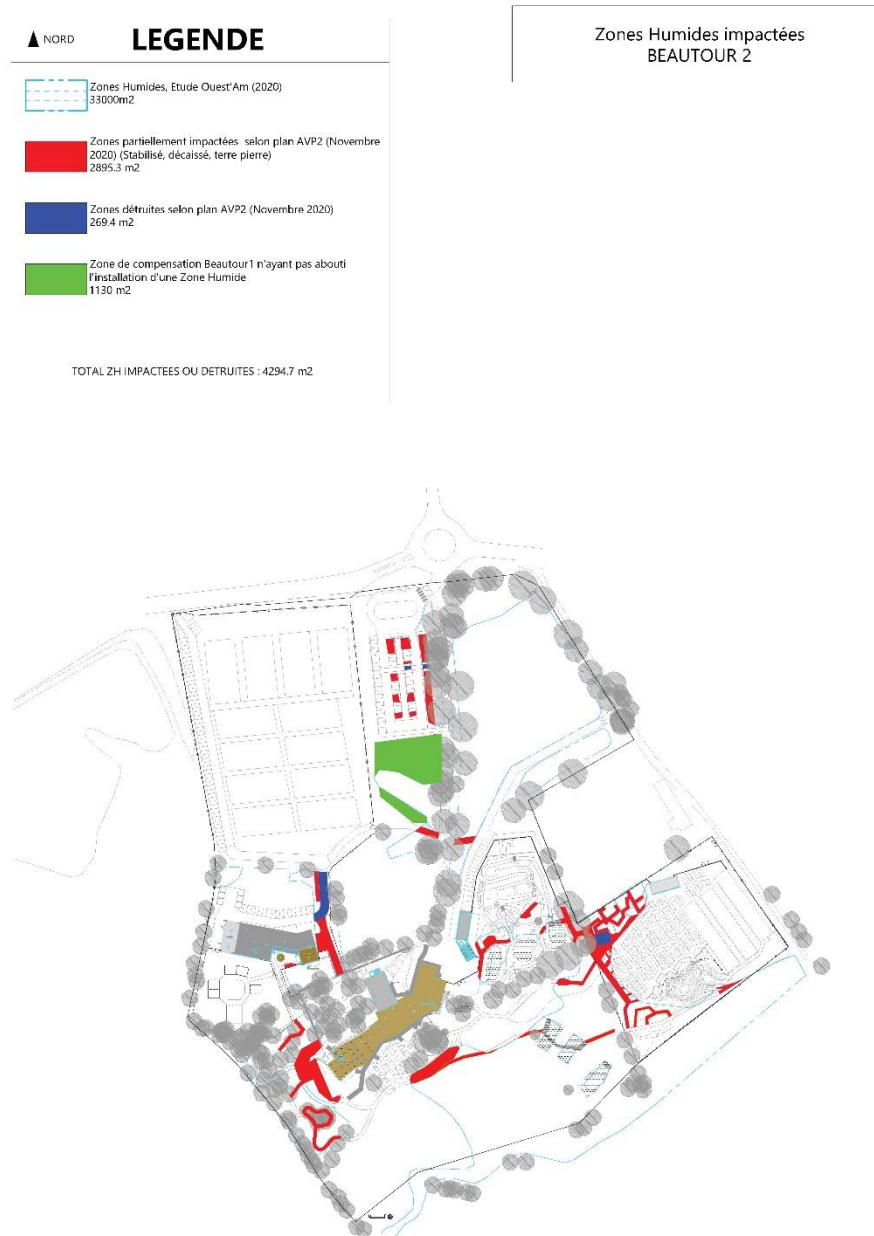 NORD
LEGENDE
Zones Humides, Etude Ouest'Am (2020)
33000m2
Zones partiellement impactées selon plan AVP2 (Novembre
2020) (Stabilisé, décaissé, terre pierre)
2895.3 m2
Zones détruites selon plan AVP2 (Novembre 2020)
269.4 m2
Zone de compensation Beautour1 n'ayant pas abouti
l'installation d'une Zone Humide
1130 m2
TOTAL ZH IMPACTEES OU DETRUITES : 4294.7 m2
Zones Humides impactées
BEAUTOUR 2